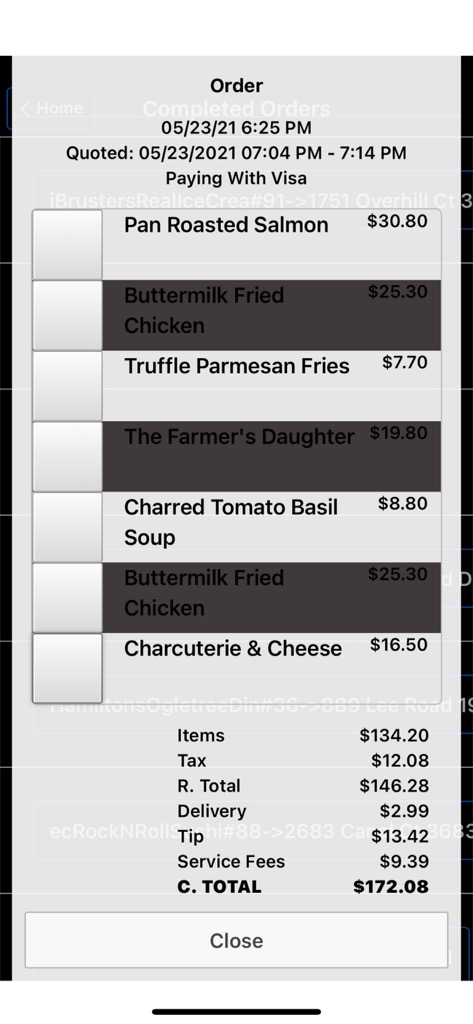 Order
Home
Completed Orders
05/23/21 6:25 PM
Quoted: 05/23/2021 07:04 PM - 7:14 PM
Paying With Visa
iBrustersRealIceCrea#91->1751 Overhill Ct 3
Pan Roasted Salmon $30.80
Buttermilk Fried $25.30
Chicken
Truffle Parmesan Fries $7.70
The Farmer's Daughter $19.80
Charred Tomato Basil $8.80
Soup
Buttermilk Fried $25.30
Chicken
Charcuterie & Cheese $16.50
HamiltonsOgletreeDin#36->889 Lee Road 19
Items $134.20
Tax $12.08
R. Total $146.28
Delivery $2.99
ecRockNRollSushi#88->2683 3683
Tip $13.42
Service Fees $9.39
C. TOTAL $172.08
Close